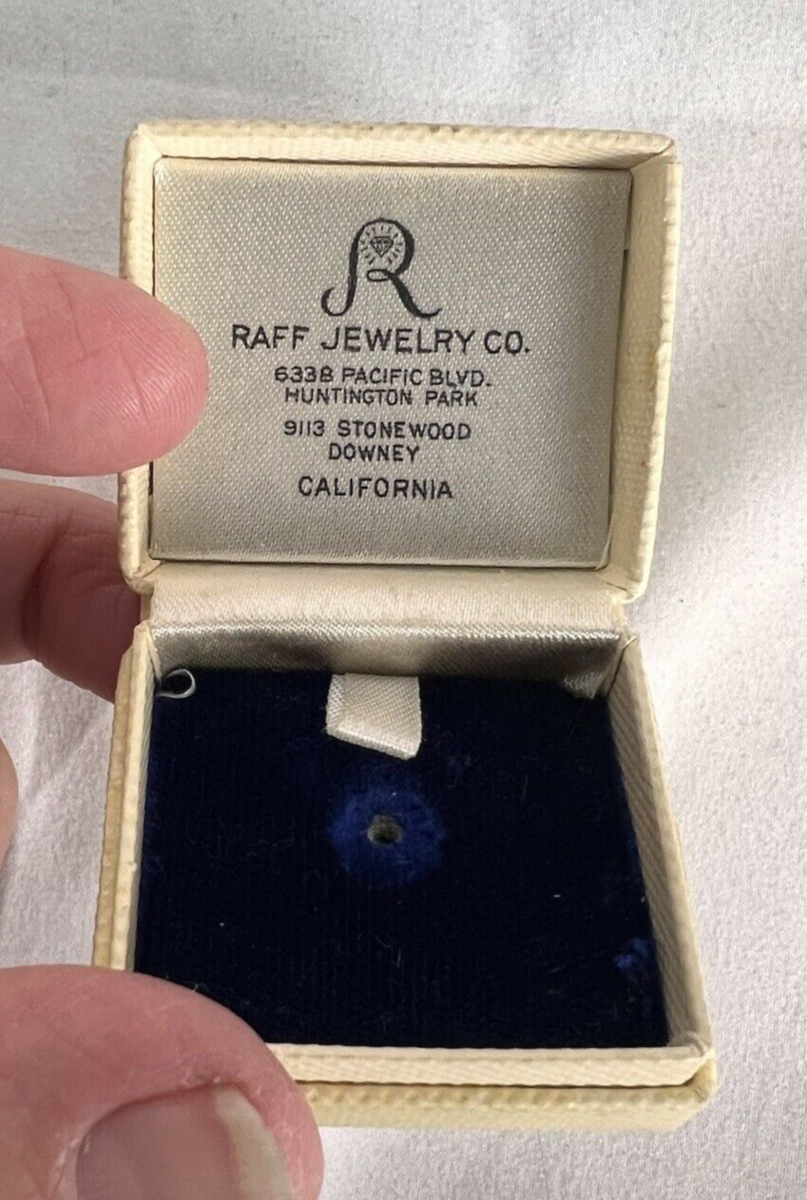 R
RAFF JEWELRY CO.
6338 PACIFIC BLVD.
HUNTINGTON PARK
9113 STONEWOOD
DOWNEY
CALIFORNIA